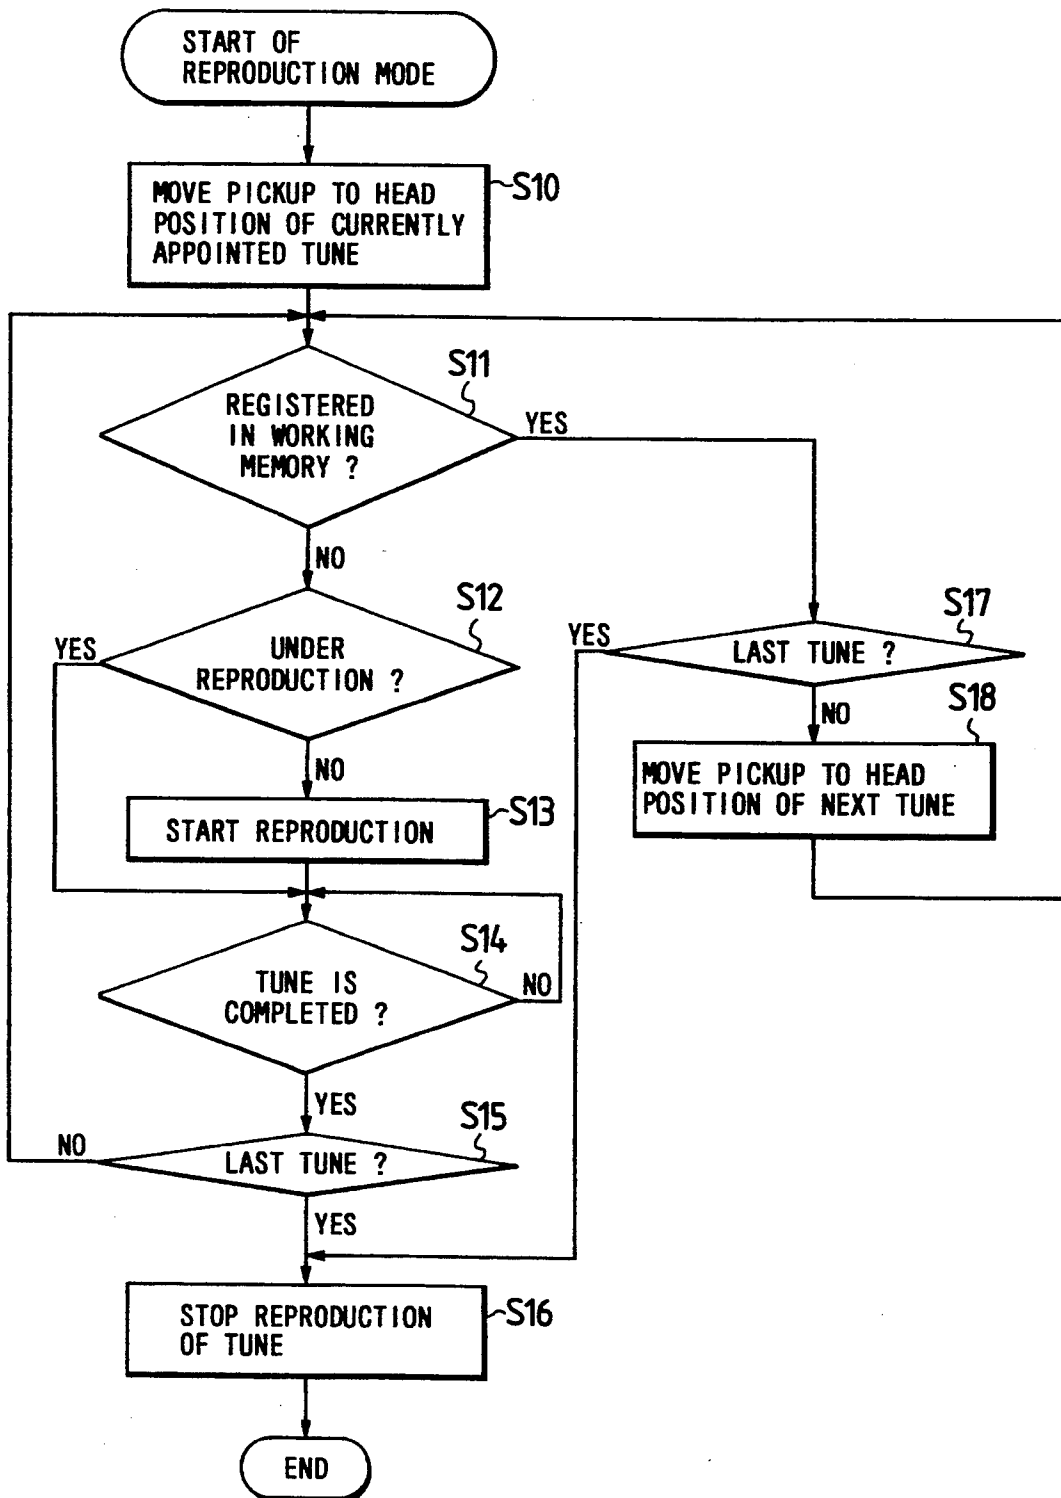 START OF
REPRODUCTION MODE
MOVE PICKUP TO HEAD
POSITION OF CURRENTLY
APPOINTED TUNE
S10
S11
REGISTERED
IN WORKING
MEMORY ?
YES
NO
S12
YES
UNDER
REPRODUCTION ?
NO
S17
YES
LAST TUNE ?
NO
S18
MOVE PICKUP TO HEAD
POSITION OF NEXT TUNE
START REPRODUCTION
S13
S14
TUNE IS
COMPLETED ?
NO
YES
S15
NO
LAST TUNE ?
YES
STOP REPRODUCTION
OF TUNE
S16
END